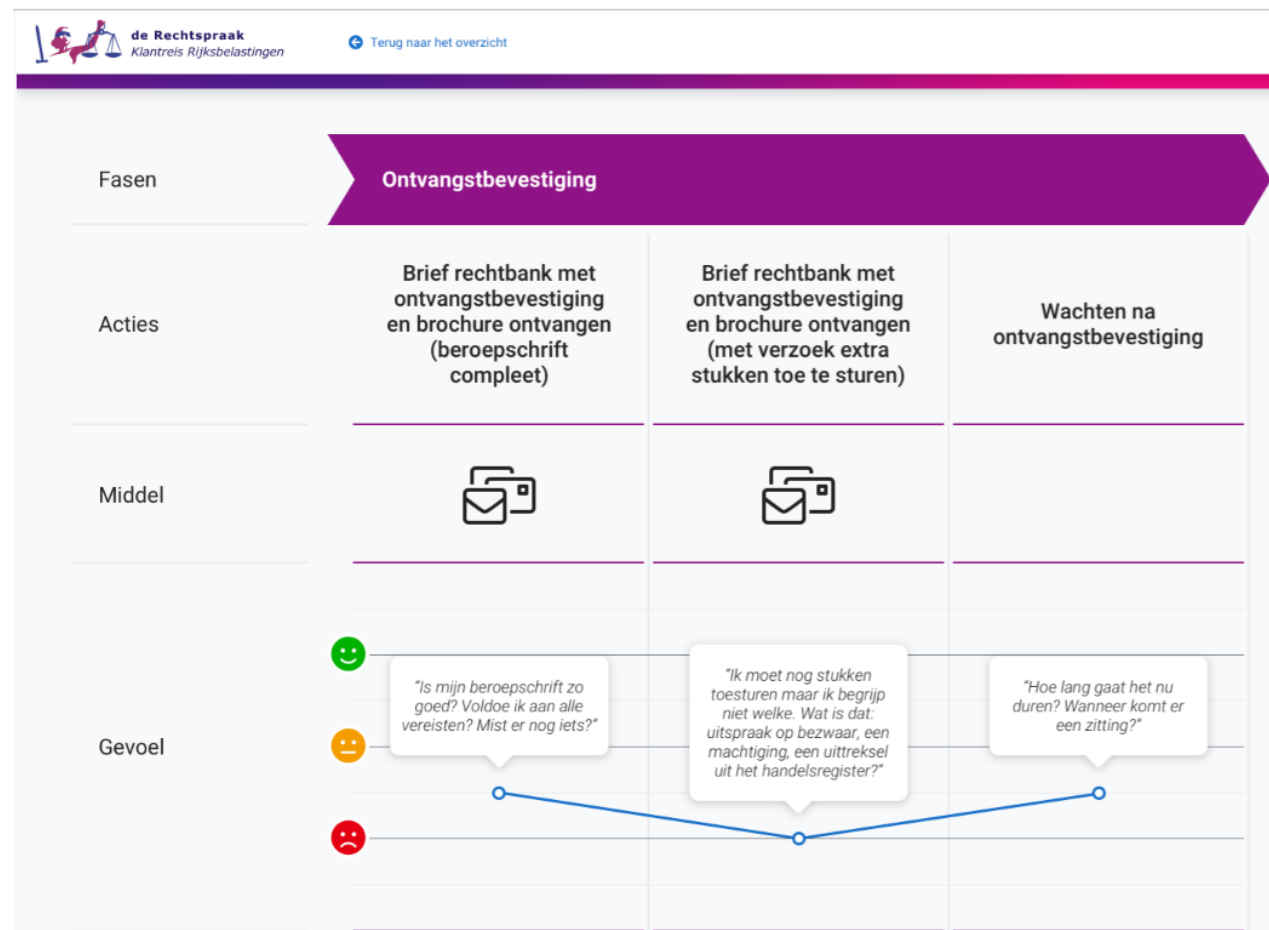 de Rechtspraak
Klantreis Rijksbelastingen
Terug naar het overzicht
Fasen
Ontvangstbevestiging
Acties
Brief rechtbank met
ontvangstbevestiging
en brochure ontvangen
(beroepschrift
compleet)
Brief rechtbank met
ontvangstbevestiging
en brochure ontvangen
(met verzoek extra
stukken toe te sturen)
Wachten na
ontvangstbevestiging
Middel
Gevoel
“Is mijn beroepschrift zo
goed? Voldoe ik aan alle
vereisten? Mist er nog iets?”
“Ik moet nog stukken
toesturen maar ik begrijp
niet welke. Wat is dat:
uitspraak op bezwaar, een
machtiging, een uittreksel
uit het handelsregister?”
“Hoe lang gaat het nu
duren? Wanneer komt er
een zitting?”